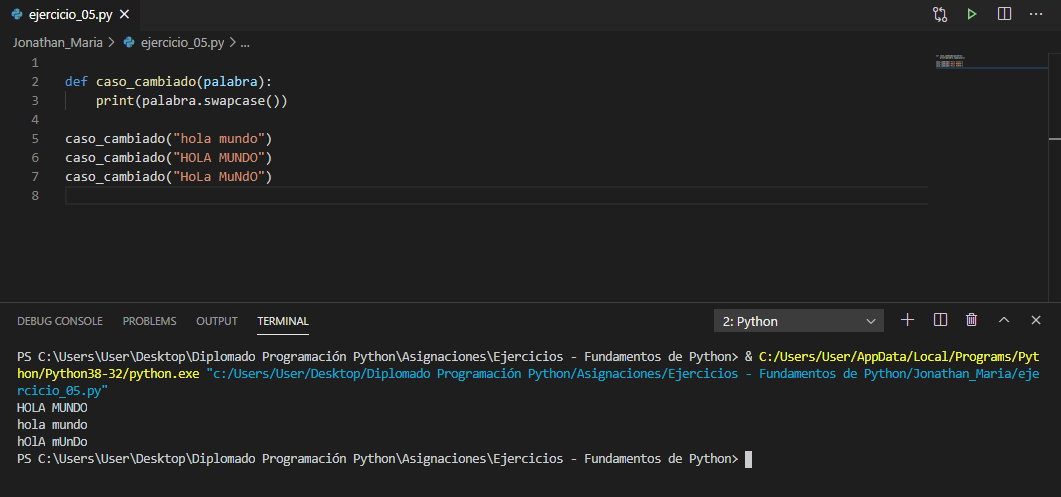 ejercicio_05.py
Jonathan_Maria > ejercicio_05.py > ...
1
2 def caso_cambiado(palabra):
3     print(palabra.swapcase())
4
5 caso_cambiado("hola mundo")
6 caso_cambiado("HOLA MUNDO")
7 caso_cambiado("HoLa MuNdO")
8
DEBUG CONSOLE PROBLEMS OUTPUT TERMINAL 2: Python
PS C:\Users\User\Desktop\Diplomado Programación Python\Asignaciones\Ejercicios - Fundamentos de Python> & C:/Users/User/AppData/Local/Programs/Pyt
hon/Python38-32/python.exe "c:/Users/User/Desktop/Diplomado Programación Python/Asignaciones/Ejercicios - Fundamentos de Python/Jonathan_Maria/eje
rcicio_05.py"
HOLA MUNDO
hola mundo
hOlA mUnDo
PS C:\Users\User\Desktop\Diplomado Programación Python\Asignaciones\Ejercicios - Fundamentos de Python>